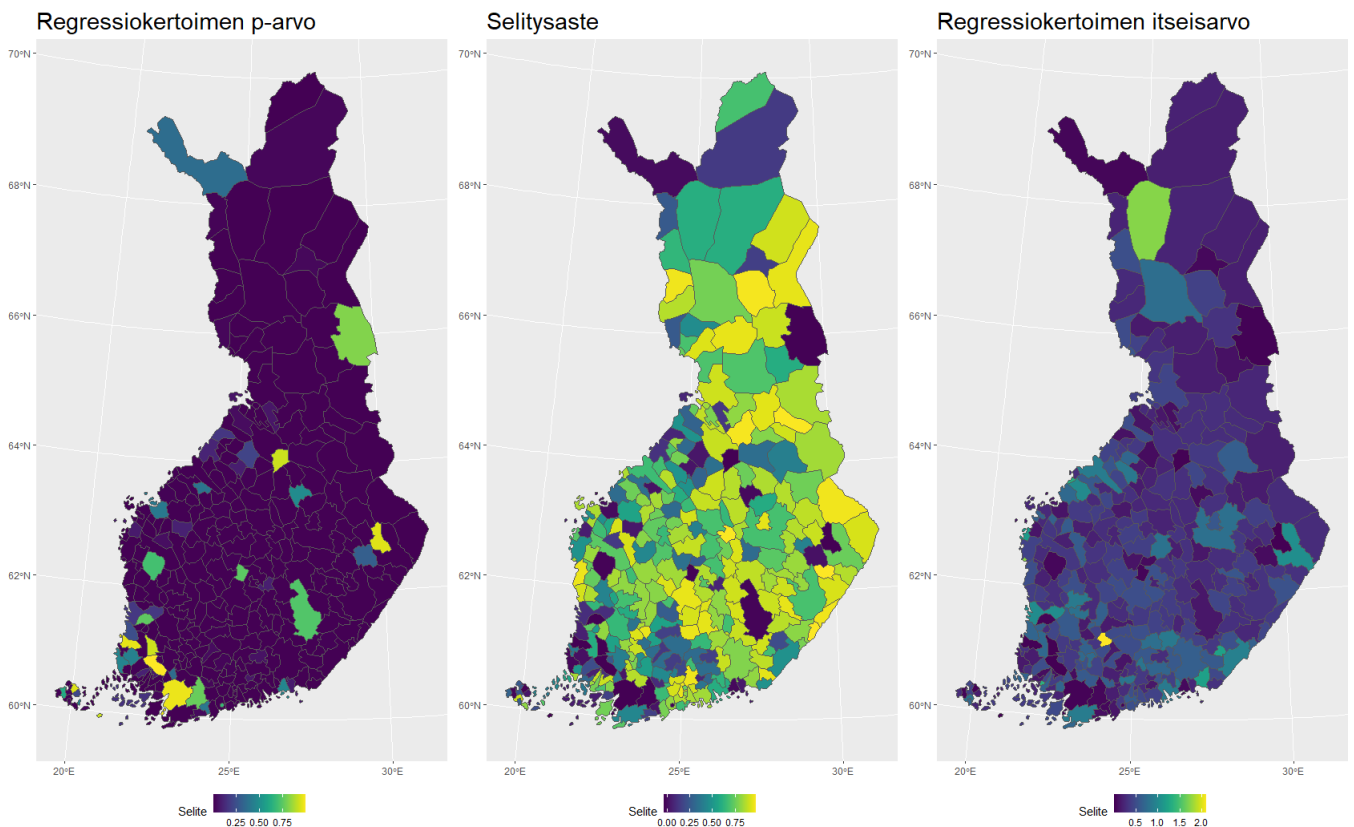 Regressiokertoimen p-arvo
Selitysaste
Regressiokertoimen itseisarvo
70°N
68°N
66°N
64°N
62°N
60°N
20°E 25°E 30°E
70°N
68°N
66°N
64°N
62°N
60°N
20°E 25°E 30°E
70°N
68°N
66°N
64°N
62°N
60°N
20°E 25°E 30°E
Selite
0.25 0.50 0.75
Selite
0.00 0.25 0.50 0.75
Selite
0.5 1.0 1.5 2.0